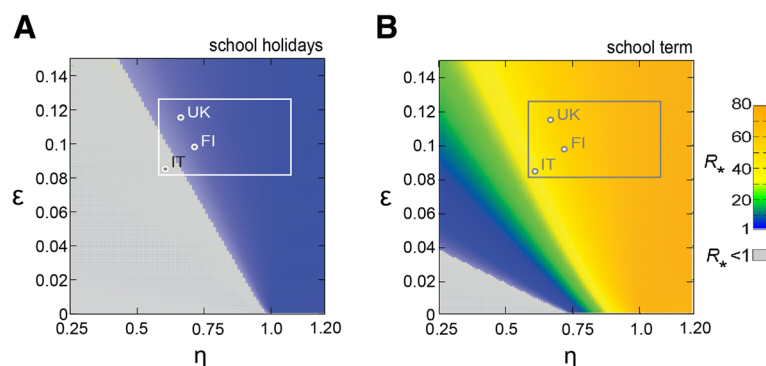 A
school holidays
0.14
0.12
0.1
0.08
0.06
0.04
0.02
0
ε
UK
FI
IT
0.25 0.5 0.75 1.0 1.20
η
B
school term
0.14
0.12
0.1
0.08
0.06
0.04
0.02
0
ε
UK
FI
IT
0.25 0.5 0.75 1.0 1.20
η
80
60
R* 40
20
1
R* <1